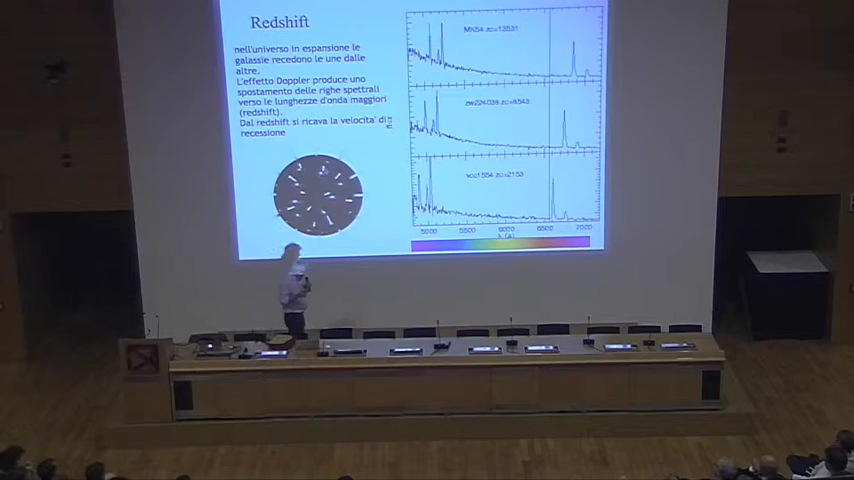 Redshift
nell'universo in espansione le
galassie recedono le une dalle
altre.
L'effetto Doppler produce uno
spostamento delle righe spettrali
verso le lunghezze d'onda maggiori
(redshift).
Dal redshift si ricava la velocita' di
recessione
5000 5500 6000 6500 7000
λ (Å)